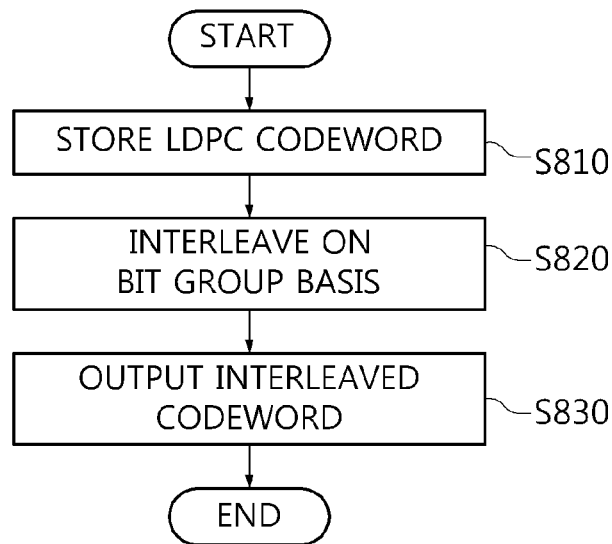 START
STORE LDPC CODEWORD
S810
INTERLEAVE ON
BIT GROUP BASIS
S820
OUTPUT INTERLEAVED
CODEWORD
S830
END